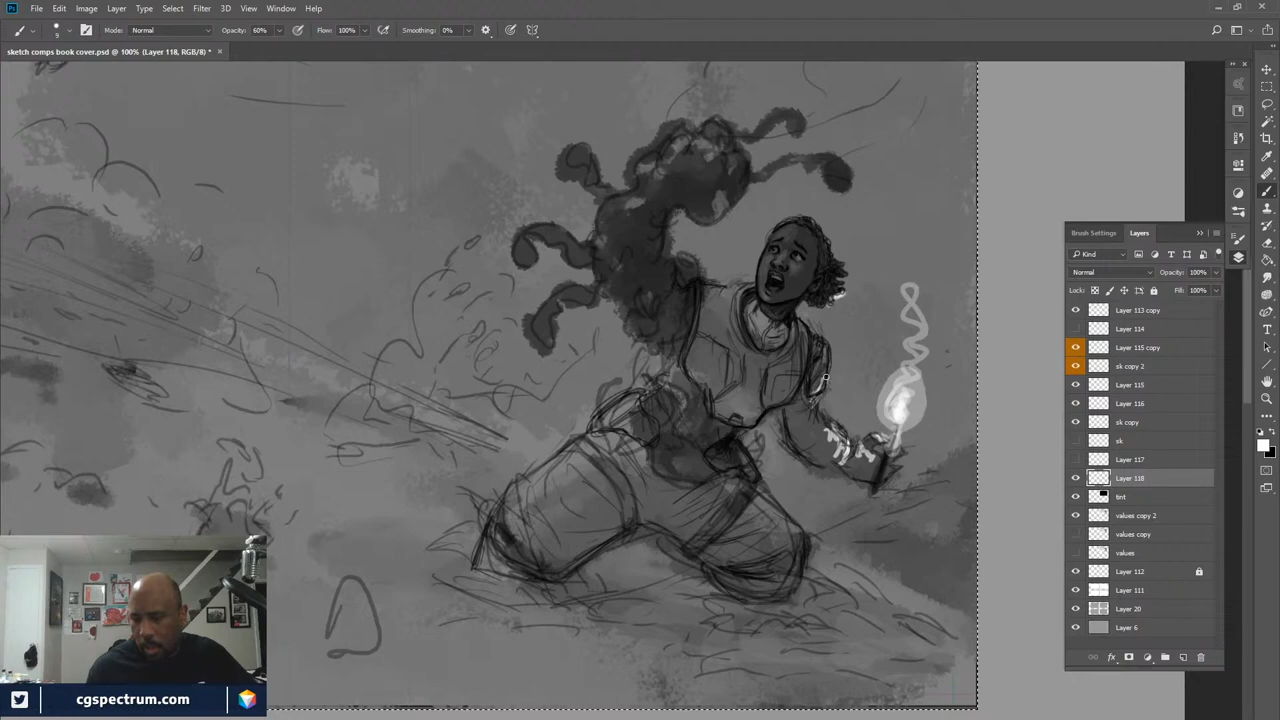 Ps File Edit Image Layer Type Select Filter 3D View Window Help
9 Mode: Normal Opacity: 60% Flow: 100% Smoothing: 0%
sketch comps book cover.psd @ 100% (Layer 118, RGB/8) *
Brush Settings Layers
Kind
Normal Opacity: 100%
Lock: Fill: 100%
Layer 113 copy
Layer 114
Layer 115 copy
sk copy 2
Layer 115
Layer 116
sk copy
sk
Layer 117
Layer 118
tint
values copy 2
values copy
values
Layer 112
Layer 111
Layer 20
Layer 6
fx
D
cgspectrum.com